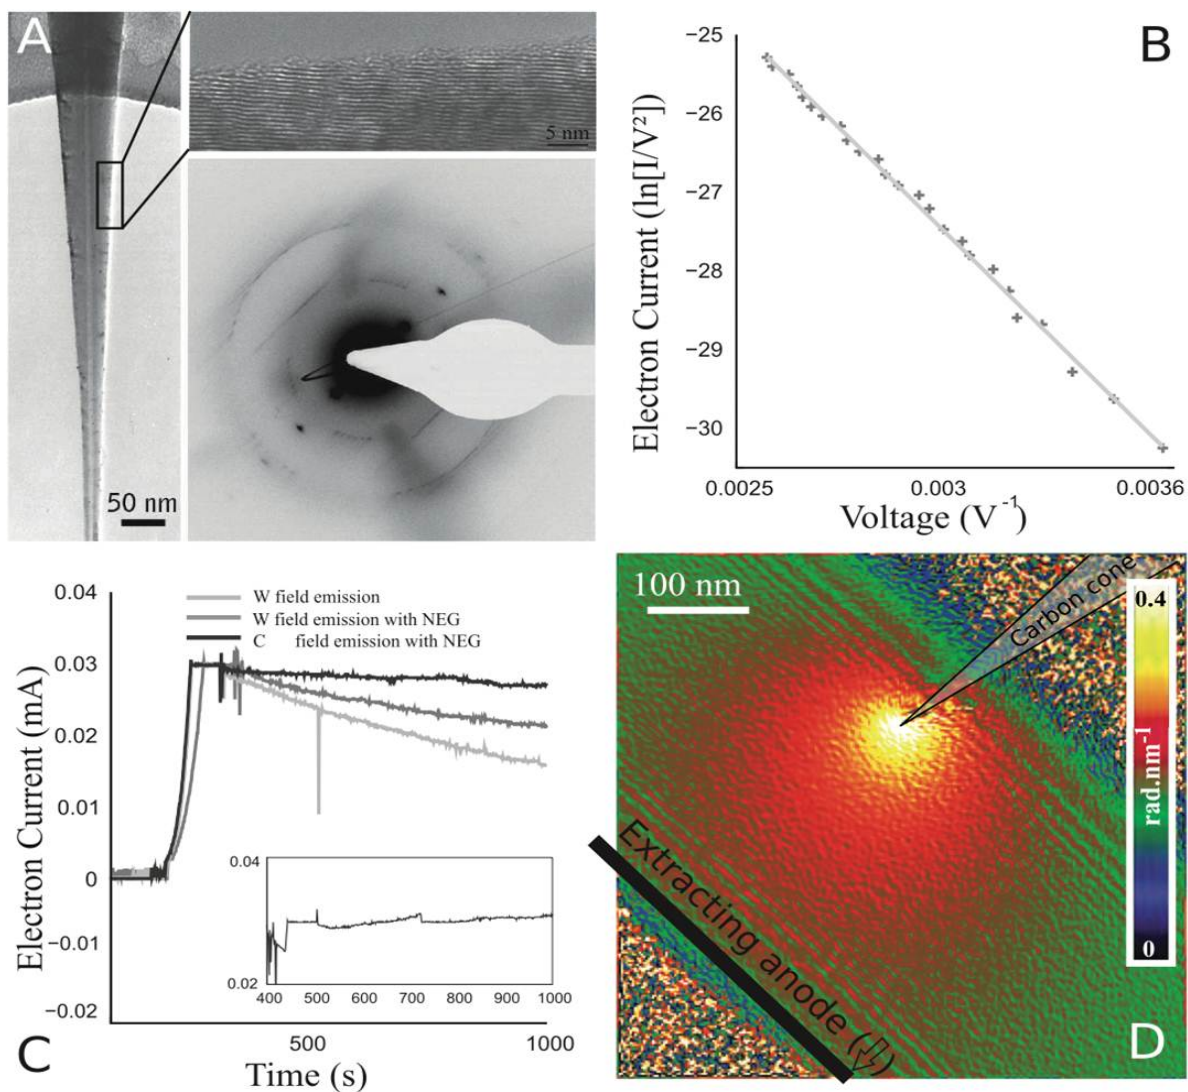 A
5 nm
50 nm
B
−25
−26
−27
−28
−29
−30
Electron Current (ln[I/V²])
0.0025
0.003
0.0036
Voltage (V⁻¹)
C
0.04
0.03
0.02
0.01
0
−0.01
−0.02
Electron Current (mA)
W field emission
W field emission with NEG
C field emission with NEG
0.04
0.02
400 500 600 700 800 900 1000
500
1000
Time (s)
100 nm
Carbon cone
0.4
rad.nm⁻¹
0
Extracting anode (⇩)
D